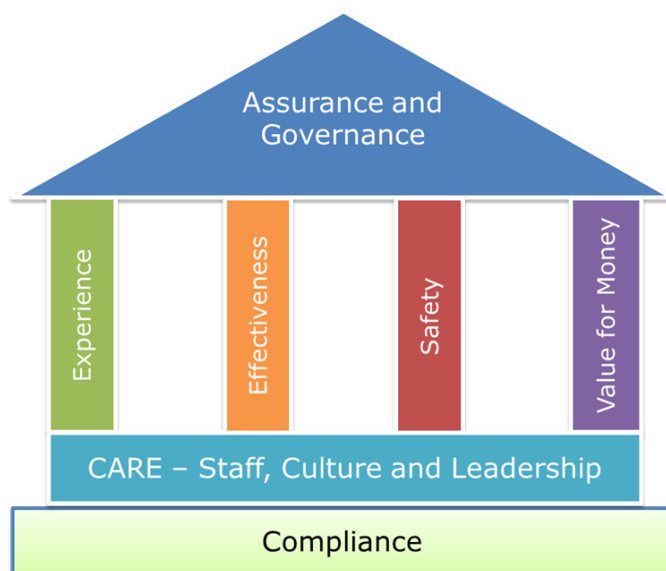 Assurance and
Governance
Experience
Effectiveness
Safety
Value for Money
CARE – Staff, Culture and Leadership
Compliance